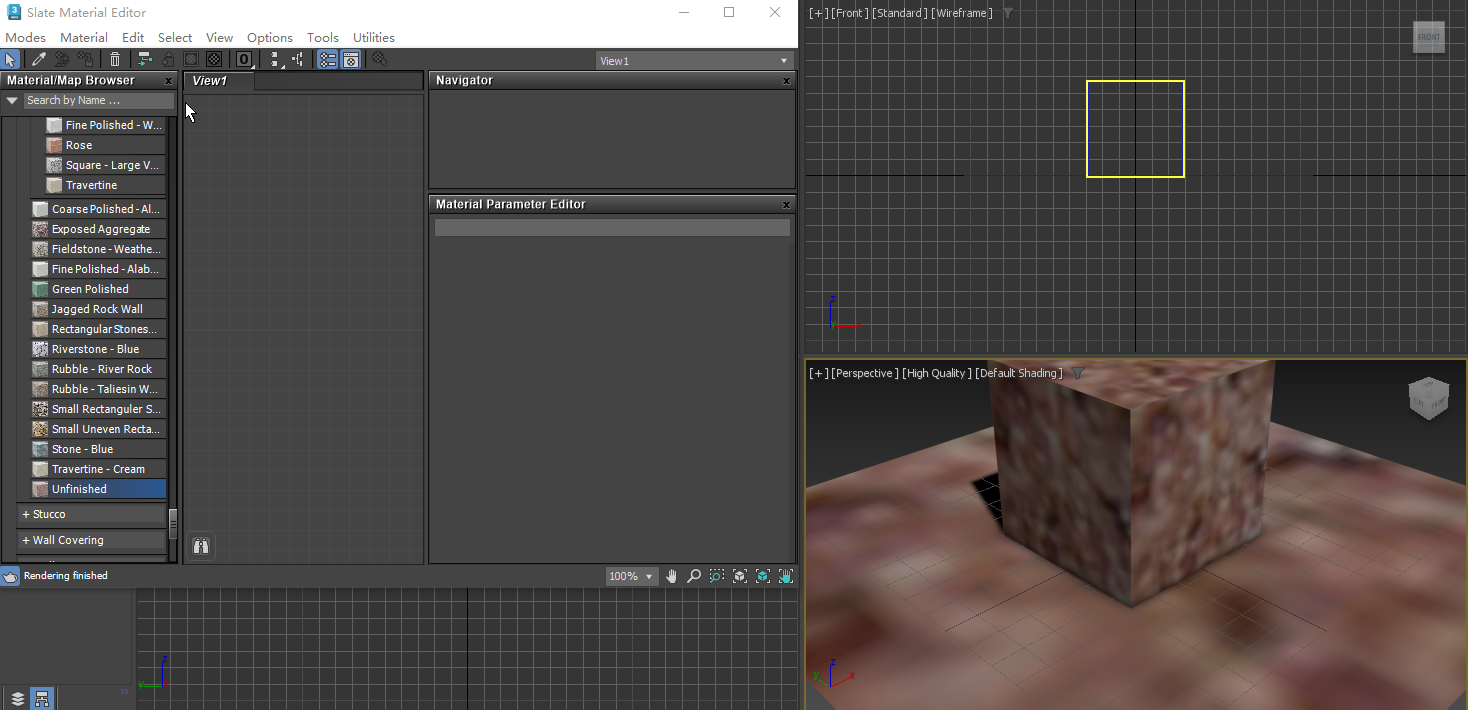 Slate Material Editor
Modes Material Edit Select View Options Tools Utilities
View1
Material/Map Browser
Search by Name ...
Fine Polished - W...
Rose
Square - Large V...
Travertine
Coarse Polished - Al...
Exposed Aggregate
Fieldstone - Weathe...
Fine Polished - Alab...
Green Polished
Jagged Rock Wall
Rectangular Stones...
Riverstone - Blue
Rubble - River Rock
Rubble - Taliesin W...
Small Rectanguler S...
Small Uneven Recta...
Stone - Blue
Travertine - Cream
Unfinished
+ Stucco
+ Wall Covering
View1
Navigator
Material Parameter Editor
Rendering finished
100%
z
y
[+] [Front ] [Standard ] [Wireframe ]
FRONT
z
[+] [Perspective ] [High Quality ] [Default Shading ]
FRONT
z
y
x